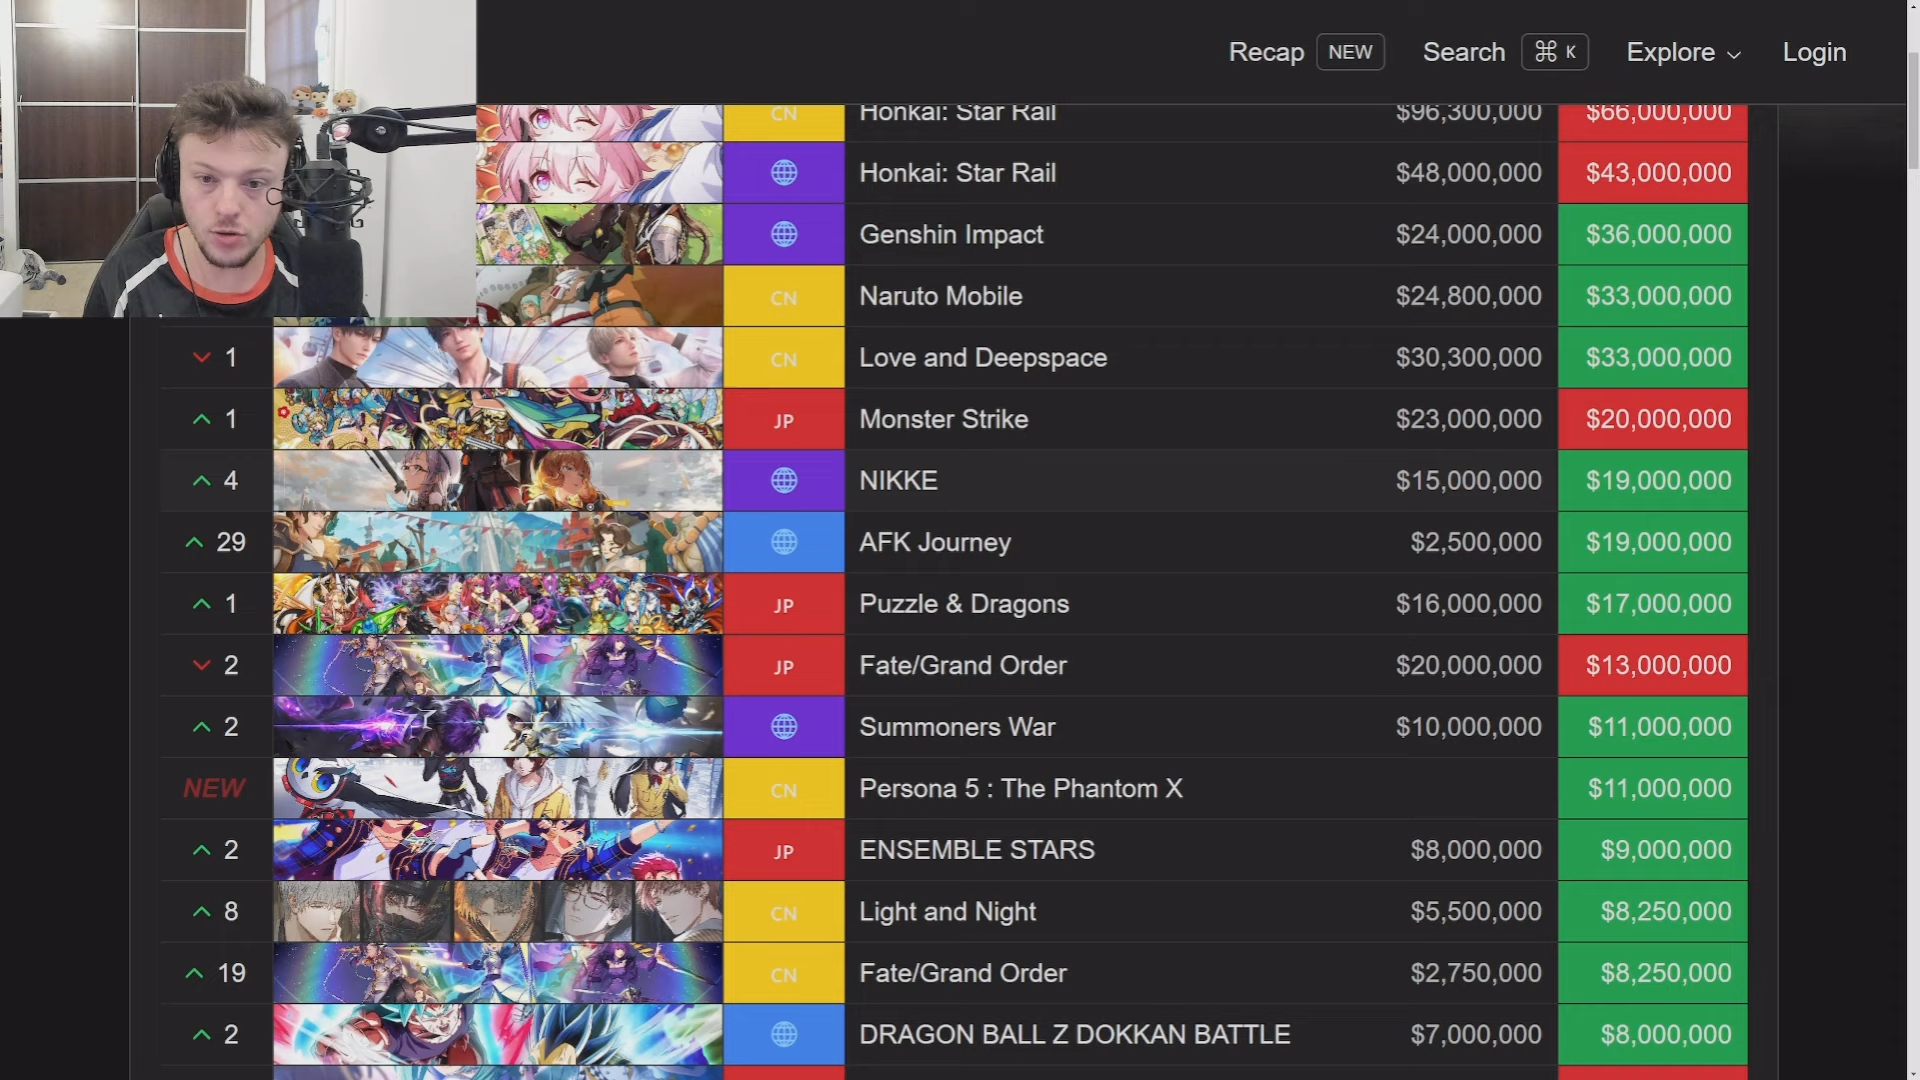 Recap NEW Search ⌘ K Explore Login
CN Honkai: Star Rail $96,300,000 $66,000,000
Honkai: Star Rail $48,000,000 $43,000,000
Genshin Impact $24,000,000 $36,000,000
CN Naruto Mobile $24,800,000 $33,000,000
1 CN Love and Deepspace $30,300,000 $33,000,000
1 JP Monster Strike $23,000,000 $20,000,000
4 NIKKE $15,000,000 $19,000,000
29 AFK Journey $2,500,000 $19,000,000
1 JP Puzzle & Dragons $16,000,000 $17,000,000
2 JP Fate/Grand Order $20,000,000 $13,000,000
2 Summoners War $10,000,000 $11,000,000
NEW CN Persona 5 : The Phantom X $11,000,000
2 JP ENSEMBLE STARS $8,000,000 $9,000,000
8 CN Light and Night $5,500,000 $8,250,000
19 CN Fate/Grand Order $2,750,000 $8,250,000
2 DRAGON BALL Z DOKKAN BATTLE $7,000,000 $8,000,000